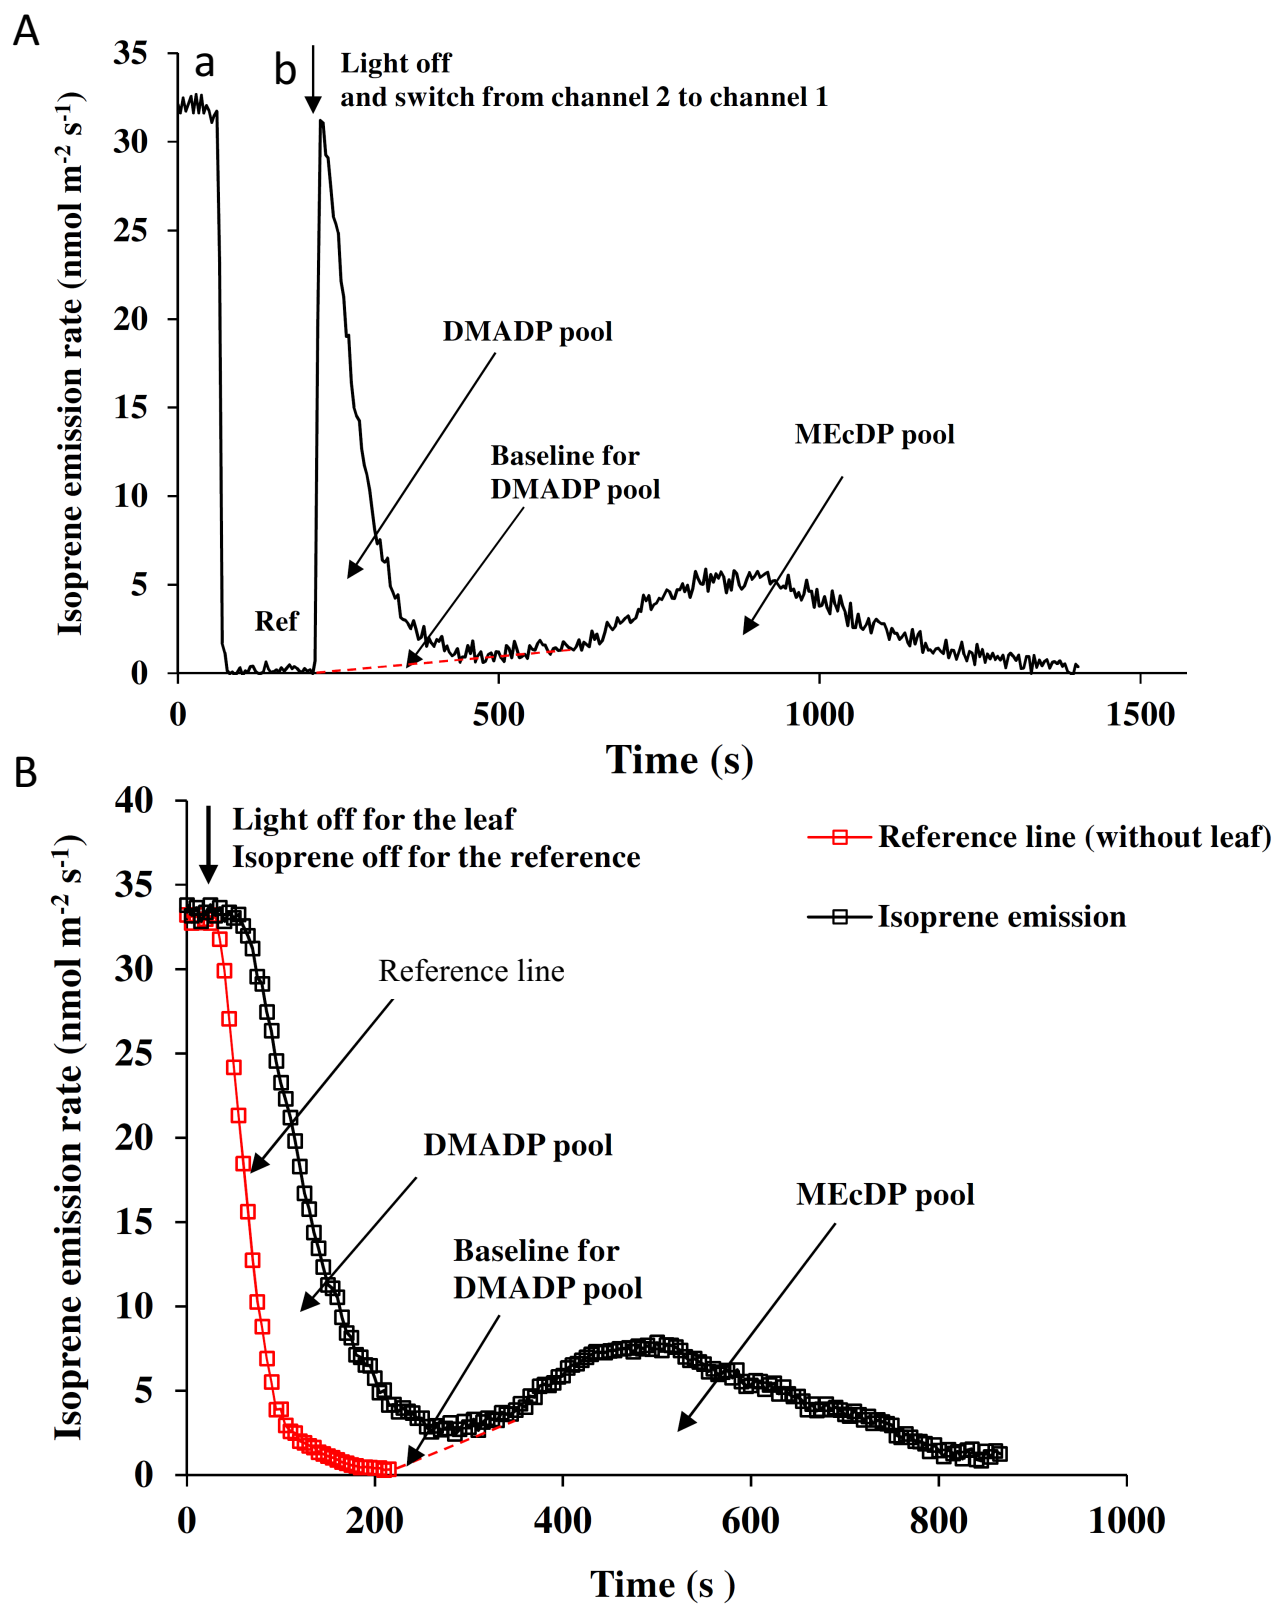 A
a
b
Light off
and switch from channel 2 to channel 1
35
30
25
20
15
10
5
0
Isoprene emission rate (nmol m-2 s-1)
DMADP pool
MEcDP pool
Baseline for
DMADP pool
Ref
0
500
1000
1500
Time (s)
B
40
35
30
25
20
15
10
5
0
Isoprene emission rate (nmol m-2 s-1)
Light off for the leaf
Isoprene off for the reference
Reference line (without leaf)
Isoprene emission
Reference line
DMADP pool
MEcDP pool
Baseline for
DMADP pool
0
200
400
600
800
1000
Time (s )